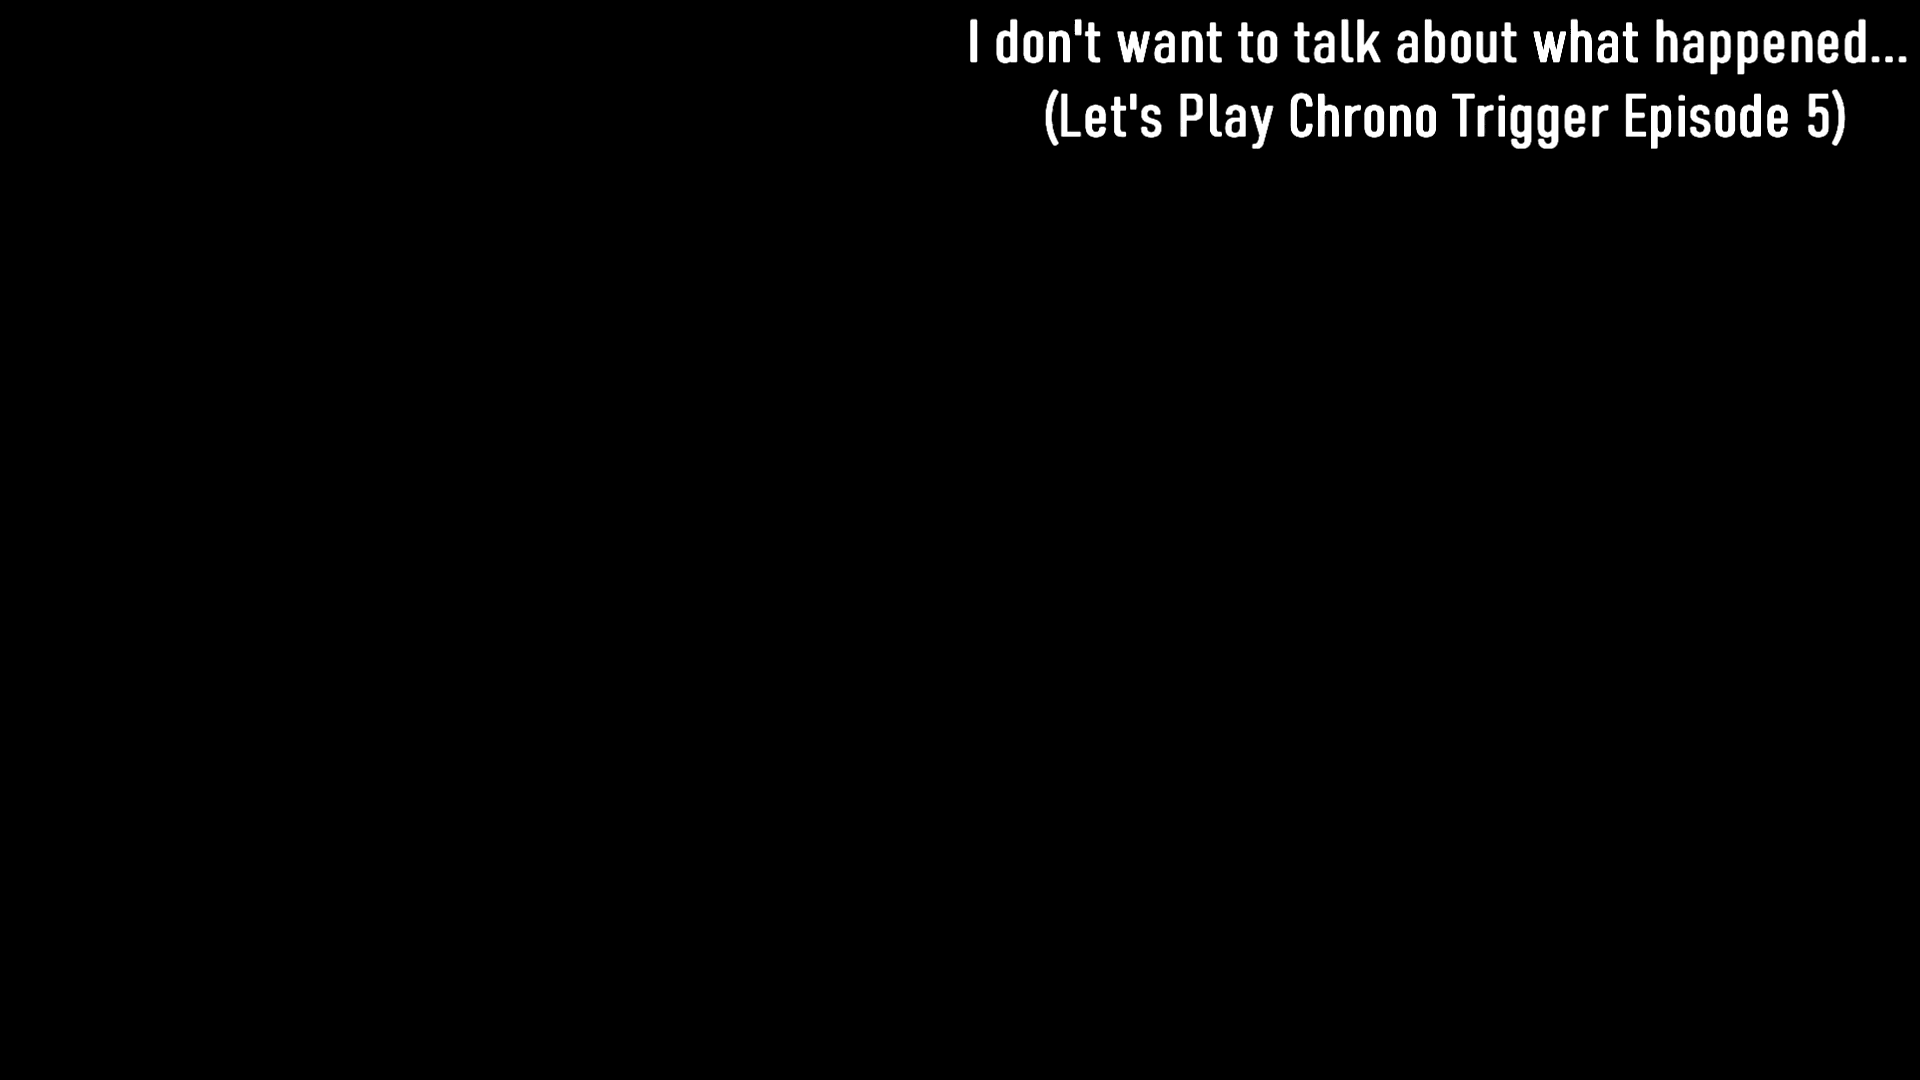 I don't want to talk about what happened...
(Let's Play Chrono Trigger Episode 5)